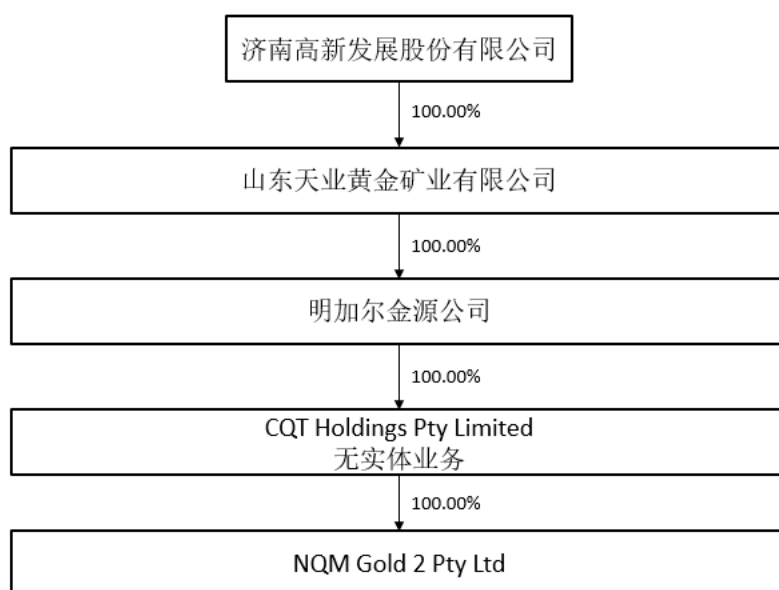 济南高新发展股份有限公司
100.00%
山东天业黄金矿业有限公司
100.00%
明加尔金源公司
100.00%
CQT Holdings Pty Limited
无实体业务
100.00%
NQM Gold 2 Pty Ltd